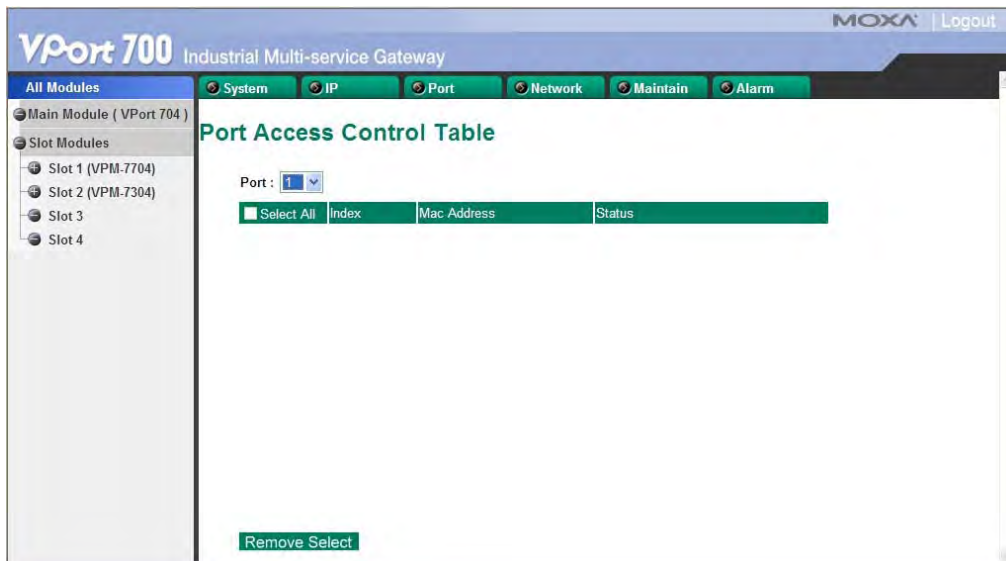 MOXA | Logout
VPort 700 Industrial Multi-service Gateway
All Modules
System IP Port Network Maintain Alarm
Main Module ( VPort 704 )
Slot Modules
Slot 1 (VPM-7704)
Slot 2 (VPM-7304)
Slot 3
Slot 4
Port Access Control Table
Port : 1
Select All Index Mac Address Status
Remove Select